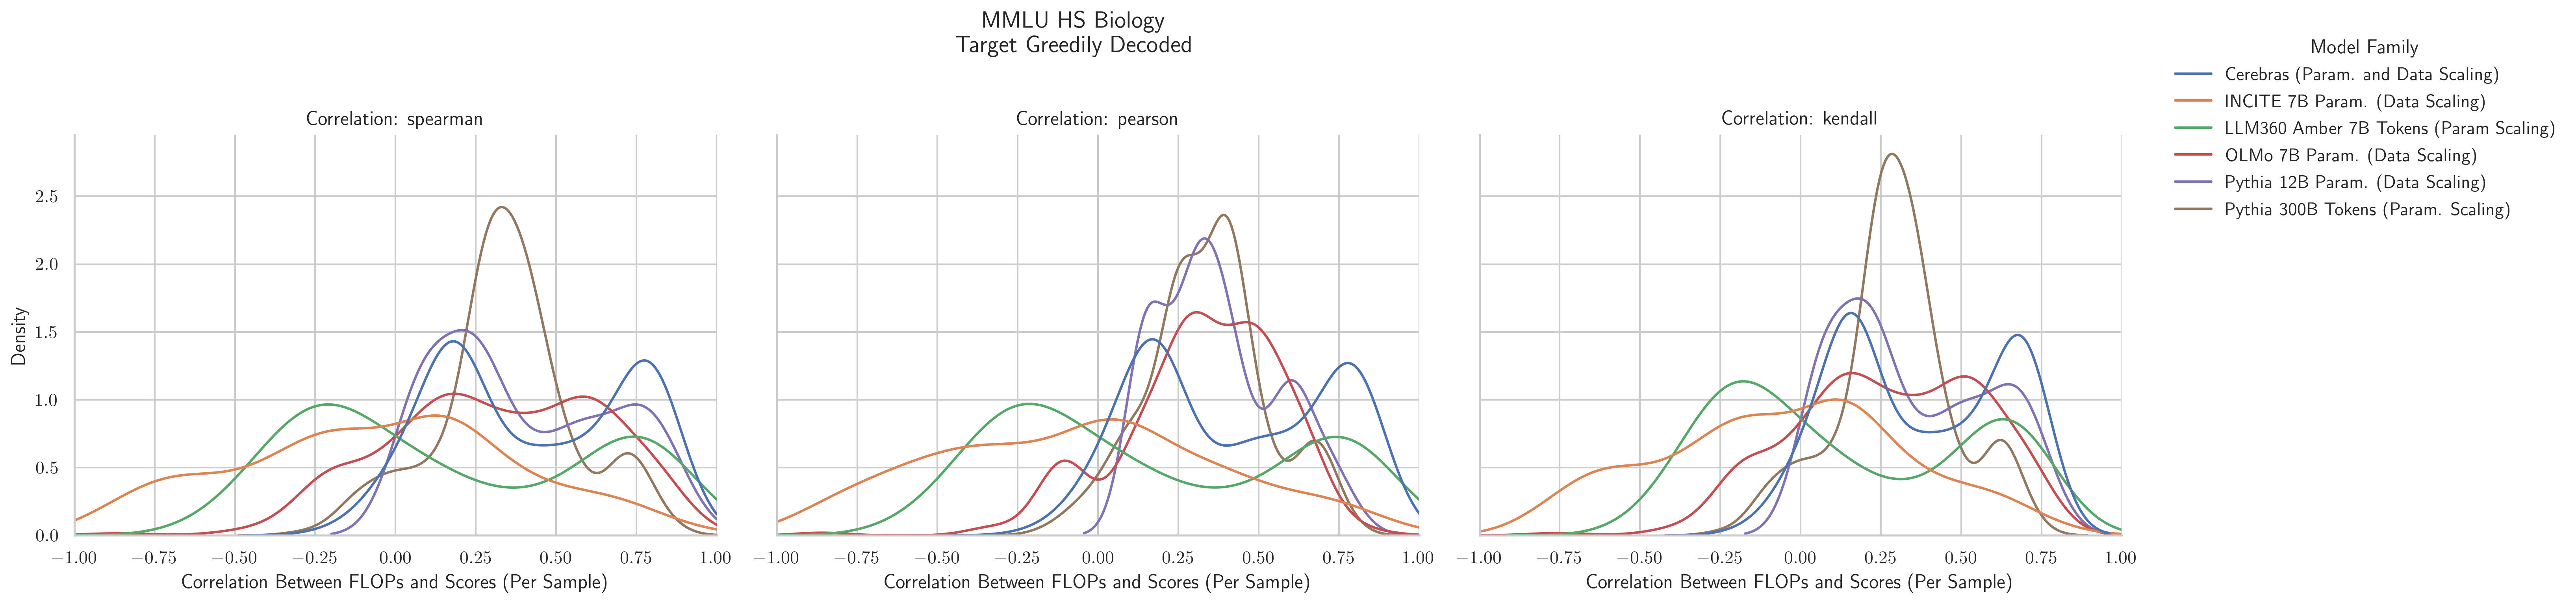 MMLU HS Biology
Target Greedily Decoded
Model Family
Cerebras (Param. and Data Scaling)
INCITE 7B Param. (Data Scaling)
LLM360 Amber 7B Tokens (Param Scaling)
OLMo 7B Param. (Data Scaling)
Pythia 12B Param. (Data Scaling)
Pythia 300B Tokens (Param. Scaling)
Correlation: spearman
Correlation: pearson
Correlation: kendall
Density
2.5
2.0
1.5
1.0
0.5
0.0
−1.00 −0.75 −0.50 −0.25 0.00 0.25 0.50 0.75 1.00
−1.00 −0.75 −0.50 −0.25 0.00 0.25 0.50 0.75 1.00
−1.00 −0.75 −0.50 −0.25 0.00 0.25 0.50 0.75 1.00
Correlation Between FLOPs and Scores (Per Sample)
Correlation Between FLOPs and Scores (Per Sample)
Correlation Between FLOPs and Scores (Per Sample)